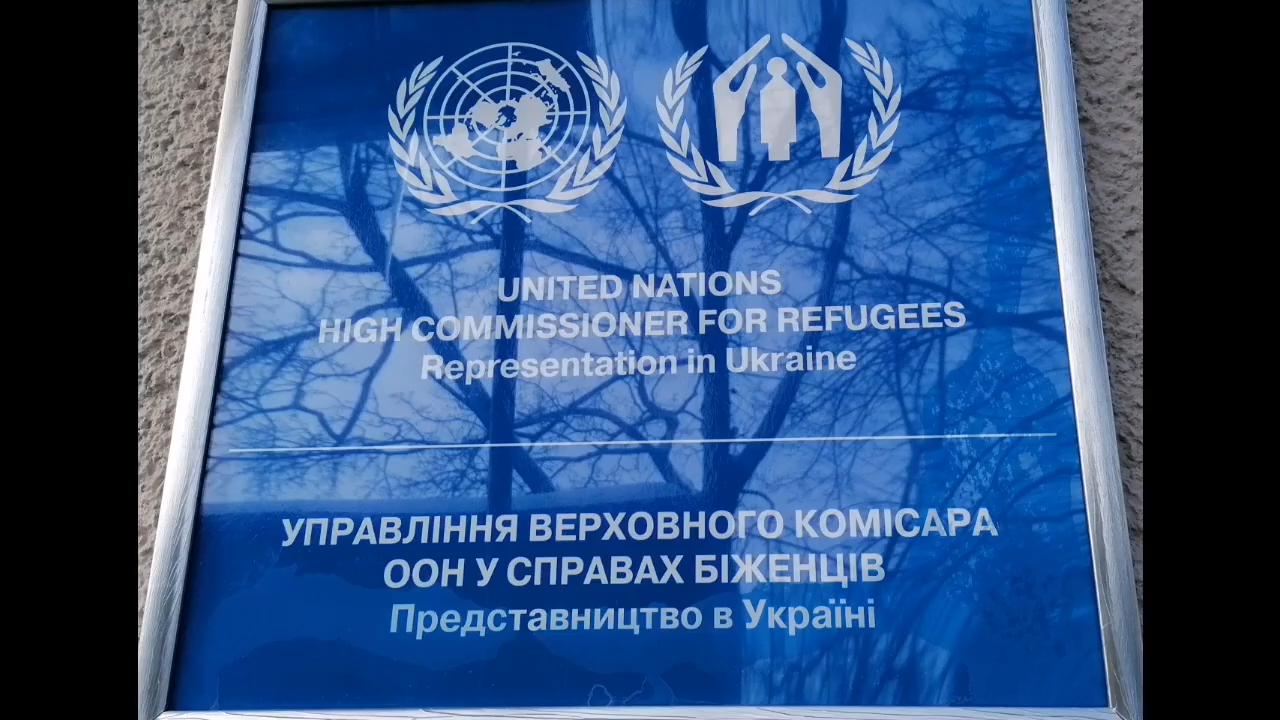 UNITED NATIONS
HIGH COMMISSIONER FOR REFUGEES
Representation in Ukraine
УПРАВЛІННЯ ВЕРХОВНОГО КОМІСАРА
ООН У СПРАВАХ БІЖЕНЦІВ
Представництво в Україні